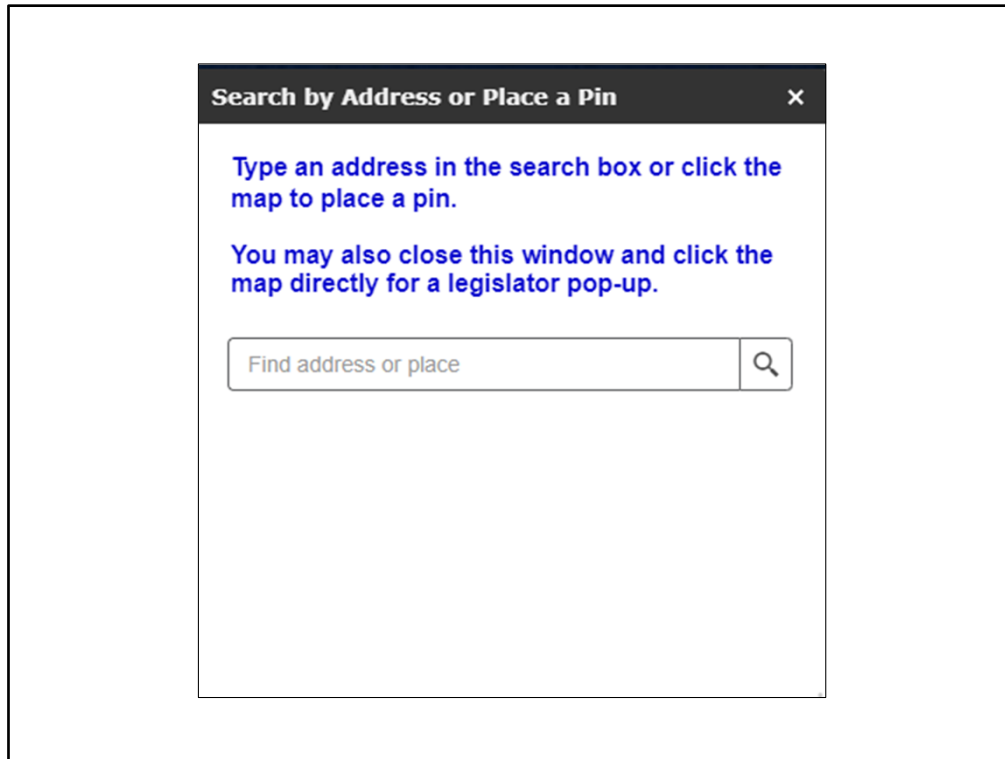 Search by Address or Place a Pin
Type an address in the search box or click the
map to place a pin.
You may also close this window and click the
map directly for a legislator pop-up.
Find address or place